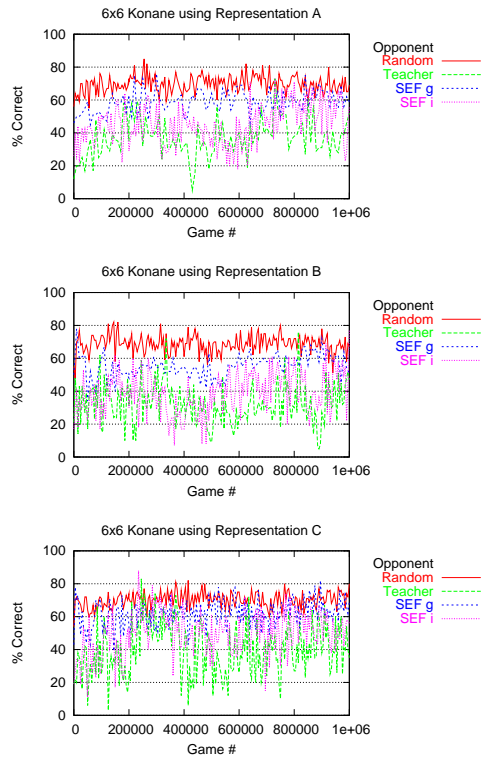 6x6 Konane using Representation A
100
80
60
40
20
0
% Correct
0 200000 400000 600000 800000 1e+06
Game #
Opponent
Random
Teacher
SEF g
SEF i
6x6 Konane using Representation B
100
80
60
40
20
0
% Correct
0 200000 400000 600000 800000 1e+06
Game #
Opponent
Random
Teacher
SEF g
SEF i
6x6 Konane using Representation C
100
80
60
40
20
0
% Correct
0 200000 400000 600000 800000 1e+06
Game #
Opponent
Random
Teacher
SEF g
SEF i